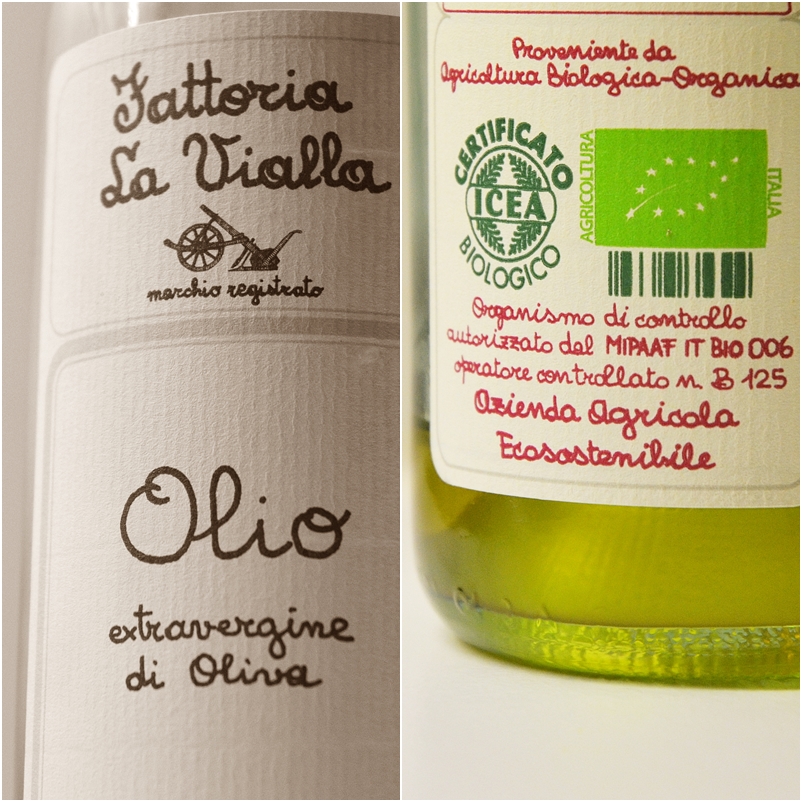 Fattoria
La Vialla
marchio registrato
Olio
extravergine
di Oliva
Proveniente da
Agricoltura Biologica-Organica
CERTIFICATO
ICEA
BIOLOGICO
AGRICOLTURA
ITALIA
Organismo di controllo
autorizzato dal MIPAAF IT BIO 006
operatore controllato n. B 125
Azienda Agricola
Ecosostenibile